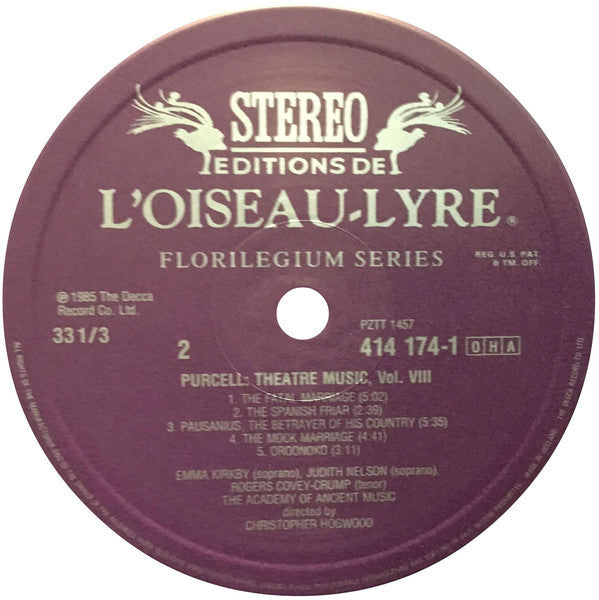 STEREO
EDITIONS DE
L'OISEAU-LYRE®
FLORILEGIUM SERIES
REG. U.S. PAT.
& TM. OFF
℗ 1985 The Decca
Record Co. Ltd.
33 1/3
2
PZTT 1457
414 174-1 OHA
PURCELL: THEATRE MUSIC, Vol. VIII
1. THE FATAL MARRIAGE (5:02)
2. THE SPANISH FRIAR (2:39)
3. PAUSANIUS, THE BETRAYER OF HIS COUNTRY (5:35)
4. THE MOCK MARRIAGE (4:41)
5. OROONOKO (3:11)
EMMA KIRKBY (soprano), JUDITH NELSON (soprano),
ROGERS COVEY-CRUMP (tenor)
THE ACADEMY OF ANCIENT MUSIC
directed by
CHRISTOPHER HOGWOOD